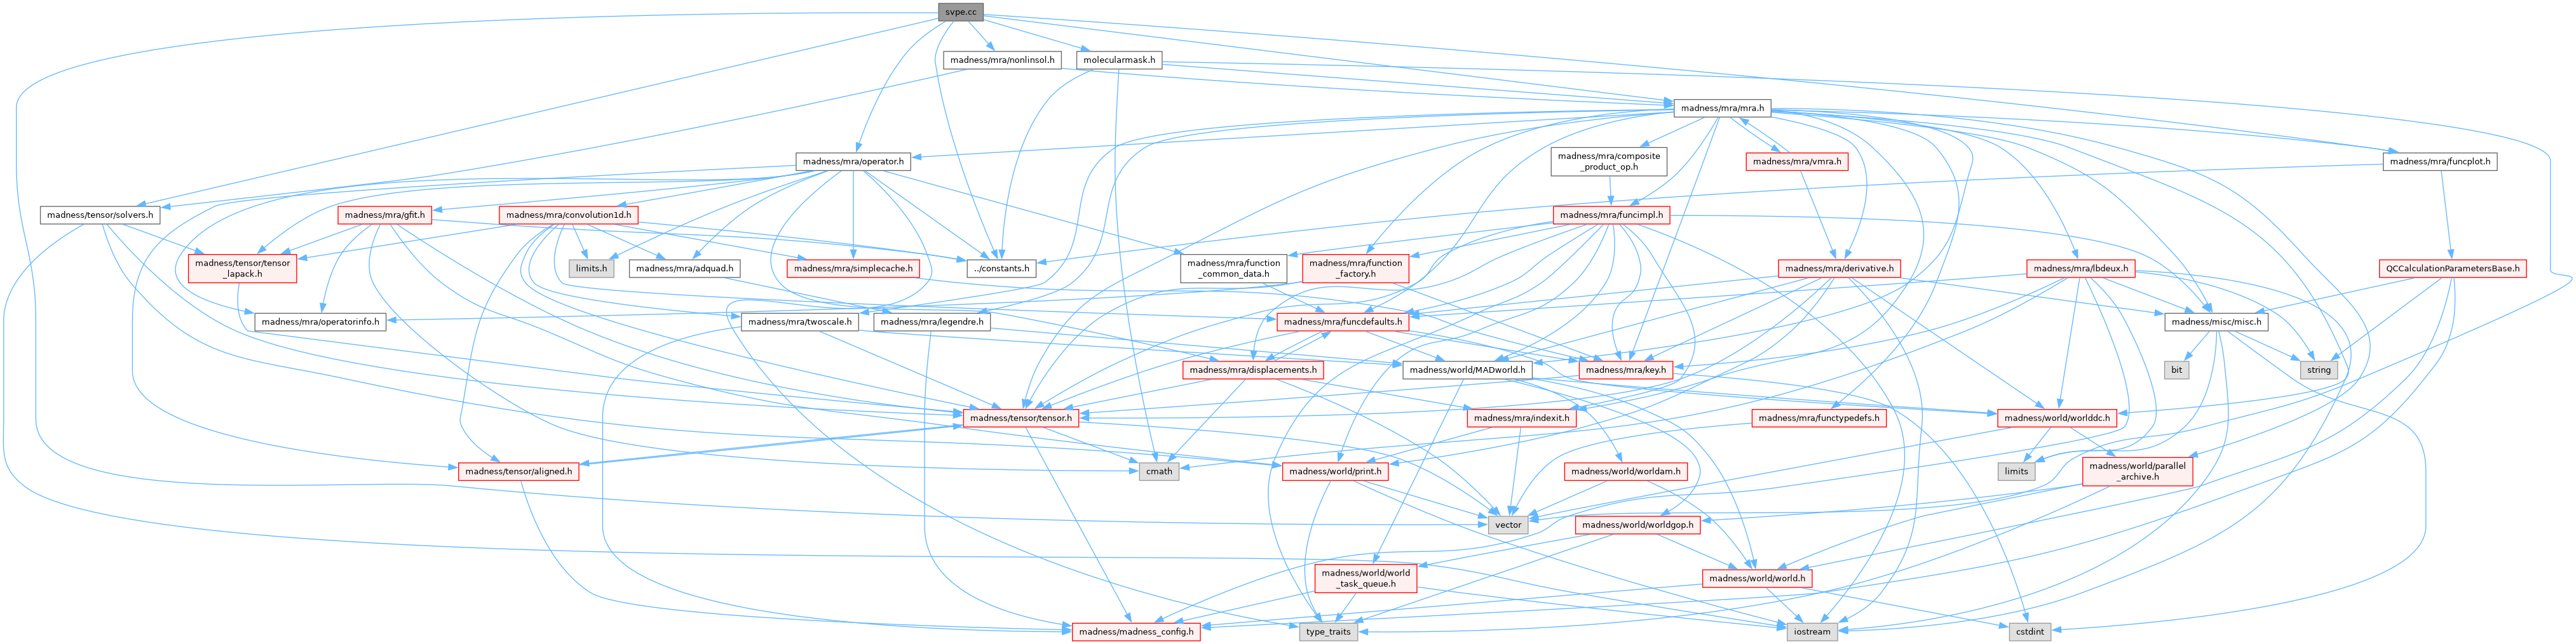 svpe.cc
madness/mra/nonlinsol.h
molecularmask.h
madness/mra/mra.h
madness/mra/operator.h
madness/mra/composite
_product_op.h
madness/mra/vmra.h
madness/mra/funcplot.h
madness/tensor/solvers.h
madness/mra/gfit.h
madness/mra/convolution1d.h
madness/mra/funcimpl.h
madness/tensor/tensor
_lapack.h
limits.h
madness/mra/adquad.h
madness/mra/simplecache.h
../constants.h
madness/mra/function
_common_data.h
madness/mra/function
_factory.h
madness/mra/derivative.h
madness/mra/lbdeux.h
QCCalculationParametersBase.h
madness/mra/operatorinfo.h
madness/mra/twoscale.h
madness/mra/legendre.h
madness/mra/funcdefaults.h
madness/misc/misc.h
madness/mra/displacements.h
madness/world/MADworld.h
madness/mra/key.h
bit
string
madness/tensor/tensor.h
madness/mra/indexit.h
madness/mra/functypedefs.h
madness/world/worlddc.h
madness/tensor/aligned.h
cmath
madness/world/print.h
madness/world/worldam.h
limits
madness/world/parallel
_archive.h
vector
madness/world/worldgop.h
madness/world/world
_task_queue.h
madness/world/world.h
madness/madness_config.h
type_traits
iostream
cstdint